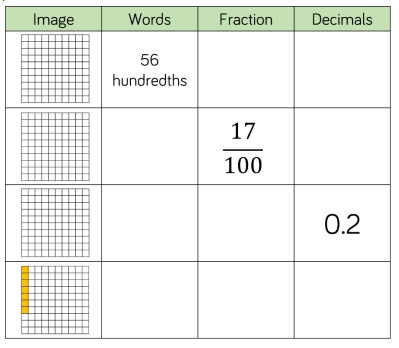 Image Words Fraction Decimals
56
hundredths
17
100
0.2